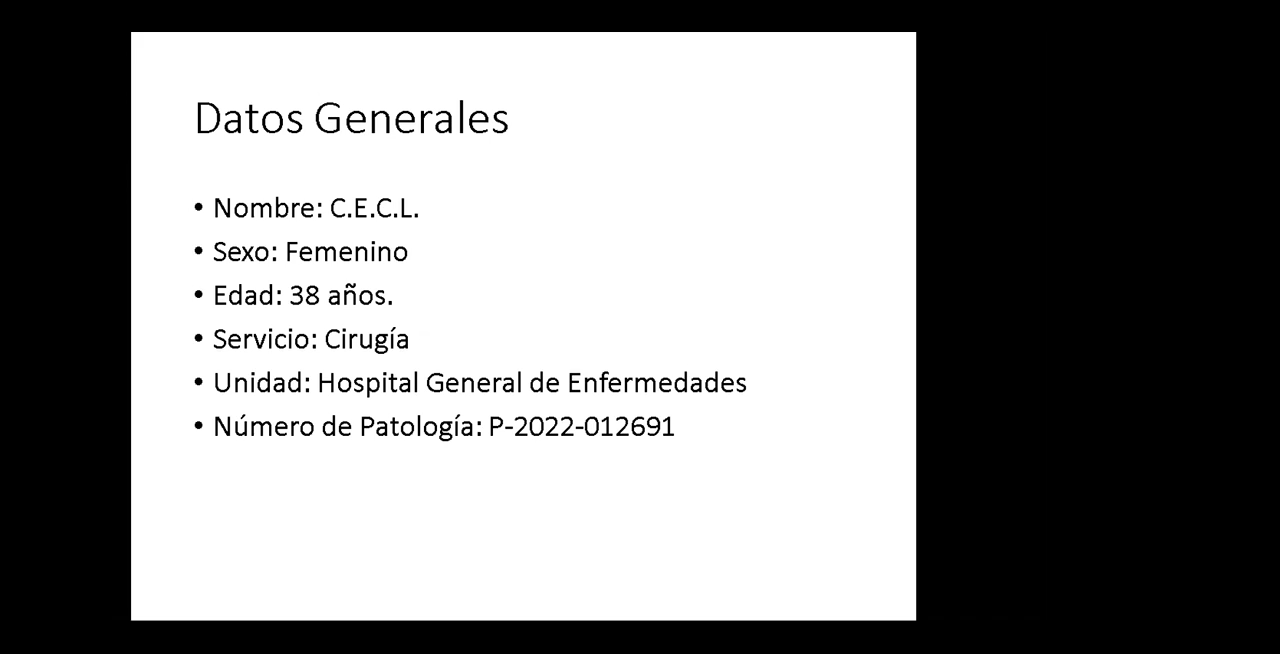 Datos Generales
• Nombre: C.E.C.L.
• Sexo: Femenino
• Edad: 38 años.
• Servicio: Cirugía
• Unidad: Hospital General de Enfermedades
• Número de Patología: P-2022-012691